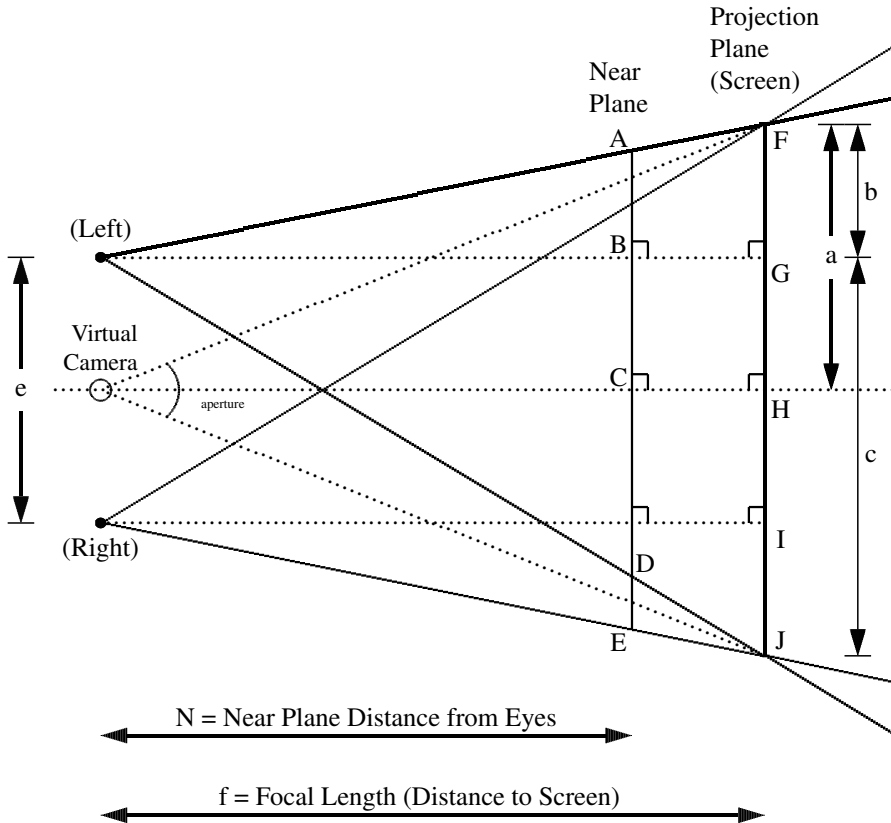 Projection
Plane
(Screen)
Near
Plane
A
F
b
(Left)
B
G
a
Virtual
Camera
e
aperture
C
H
c
(Right)
I
D
E
J
N = Near Plane Distance from Eyes
f = Focal Length (Distance to Screen)